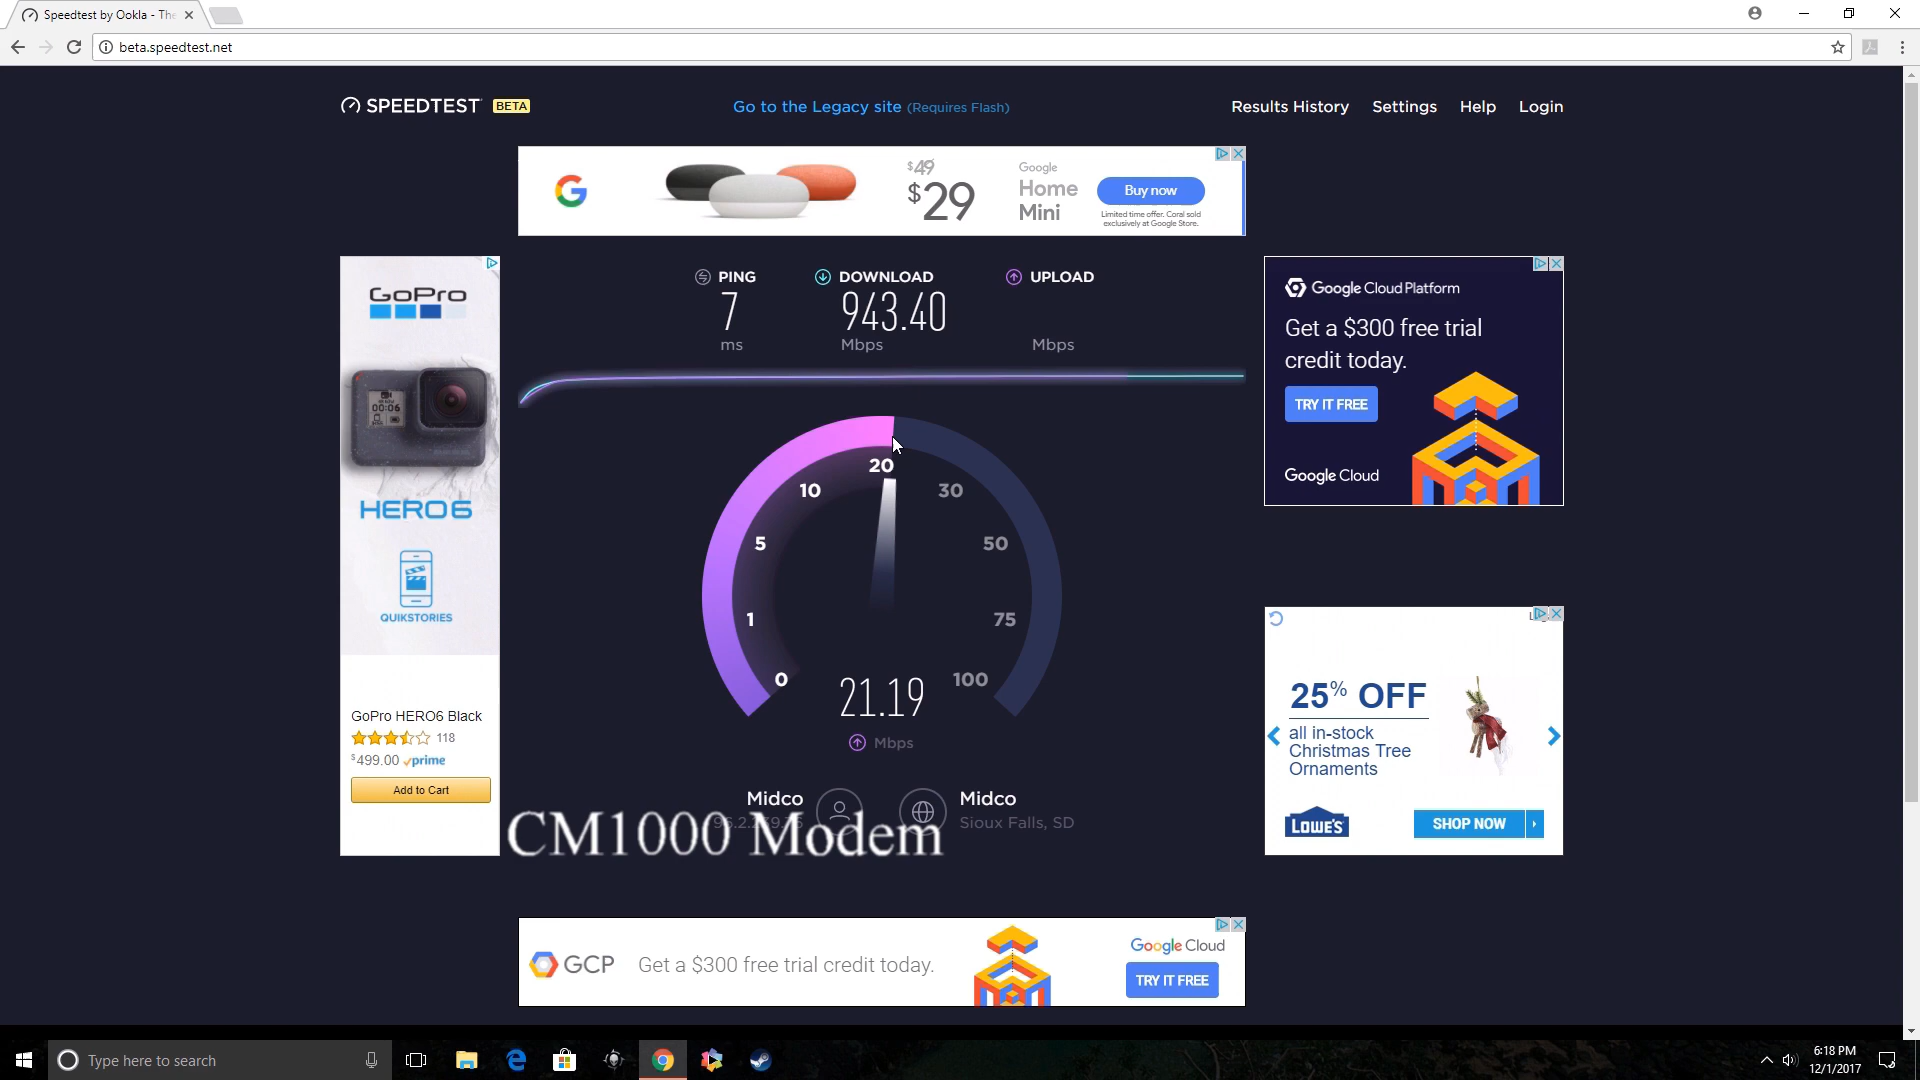 Speedtest by Ookla - The
beta.speedtest.net
SPEEDTEST BETA
Go to the Legacy site (Requires Flash)
Results History Settings Help Login
$49
$29
Google
Home
Mini
Buy now
Limited time offer. Coral sold
exclusively at Google Store.
GoPro
00:06
HERO6
QUIKSTORIES
GoPro HERO6 Black
118
$499.00 prime
Add to Cart
PING
7
ms
DOWNLOAD
943.40
Mbps
UPLOAD
Mbps
0
1
5
10
20
30
50
75
100
21.19
Mbps
Midco
Midco
Sioux Falls, SD
CM1000 Modem
Google Cloud Platform
Get a $300 free trial
credit today.
TRY IT FREE
Google Cloud
25% OFF
all in-stock
Christmas Tree
Ornaments
LOWE'S
SHOP NOW
GCP
Get a $300 free trial credit today.
Google Cloud
TRY IT FREE
Type here to search
6:18 PM
12/1/2017